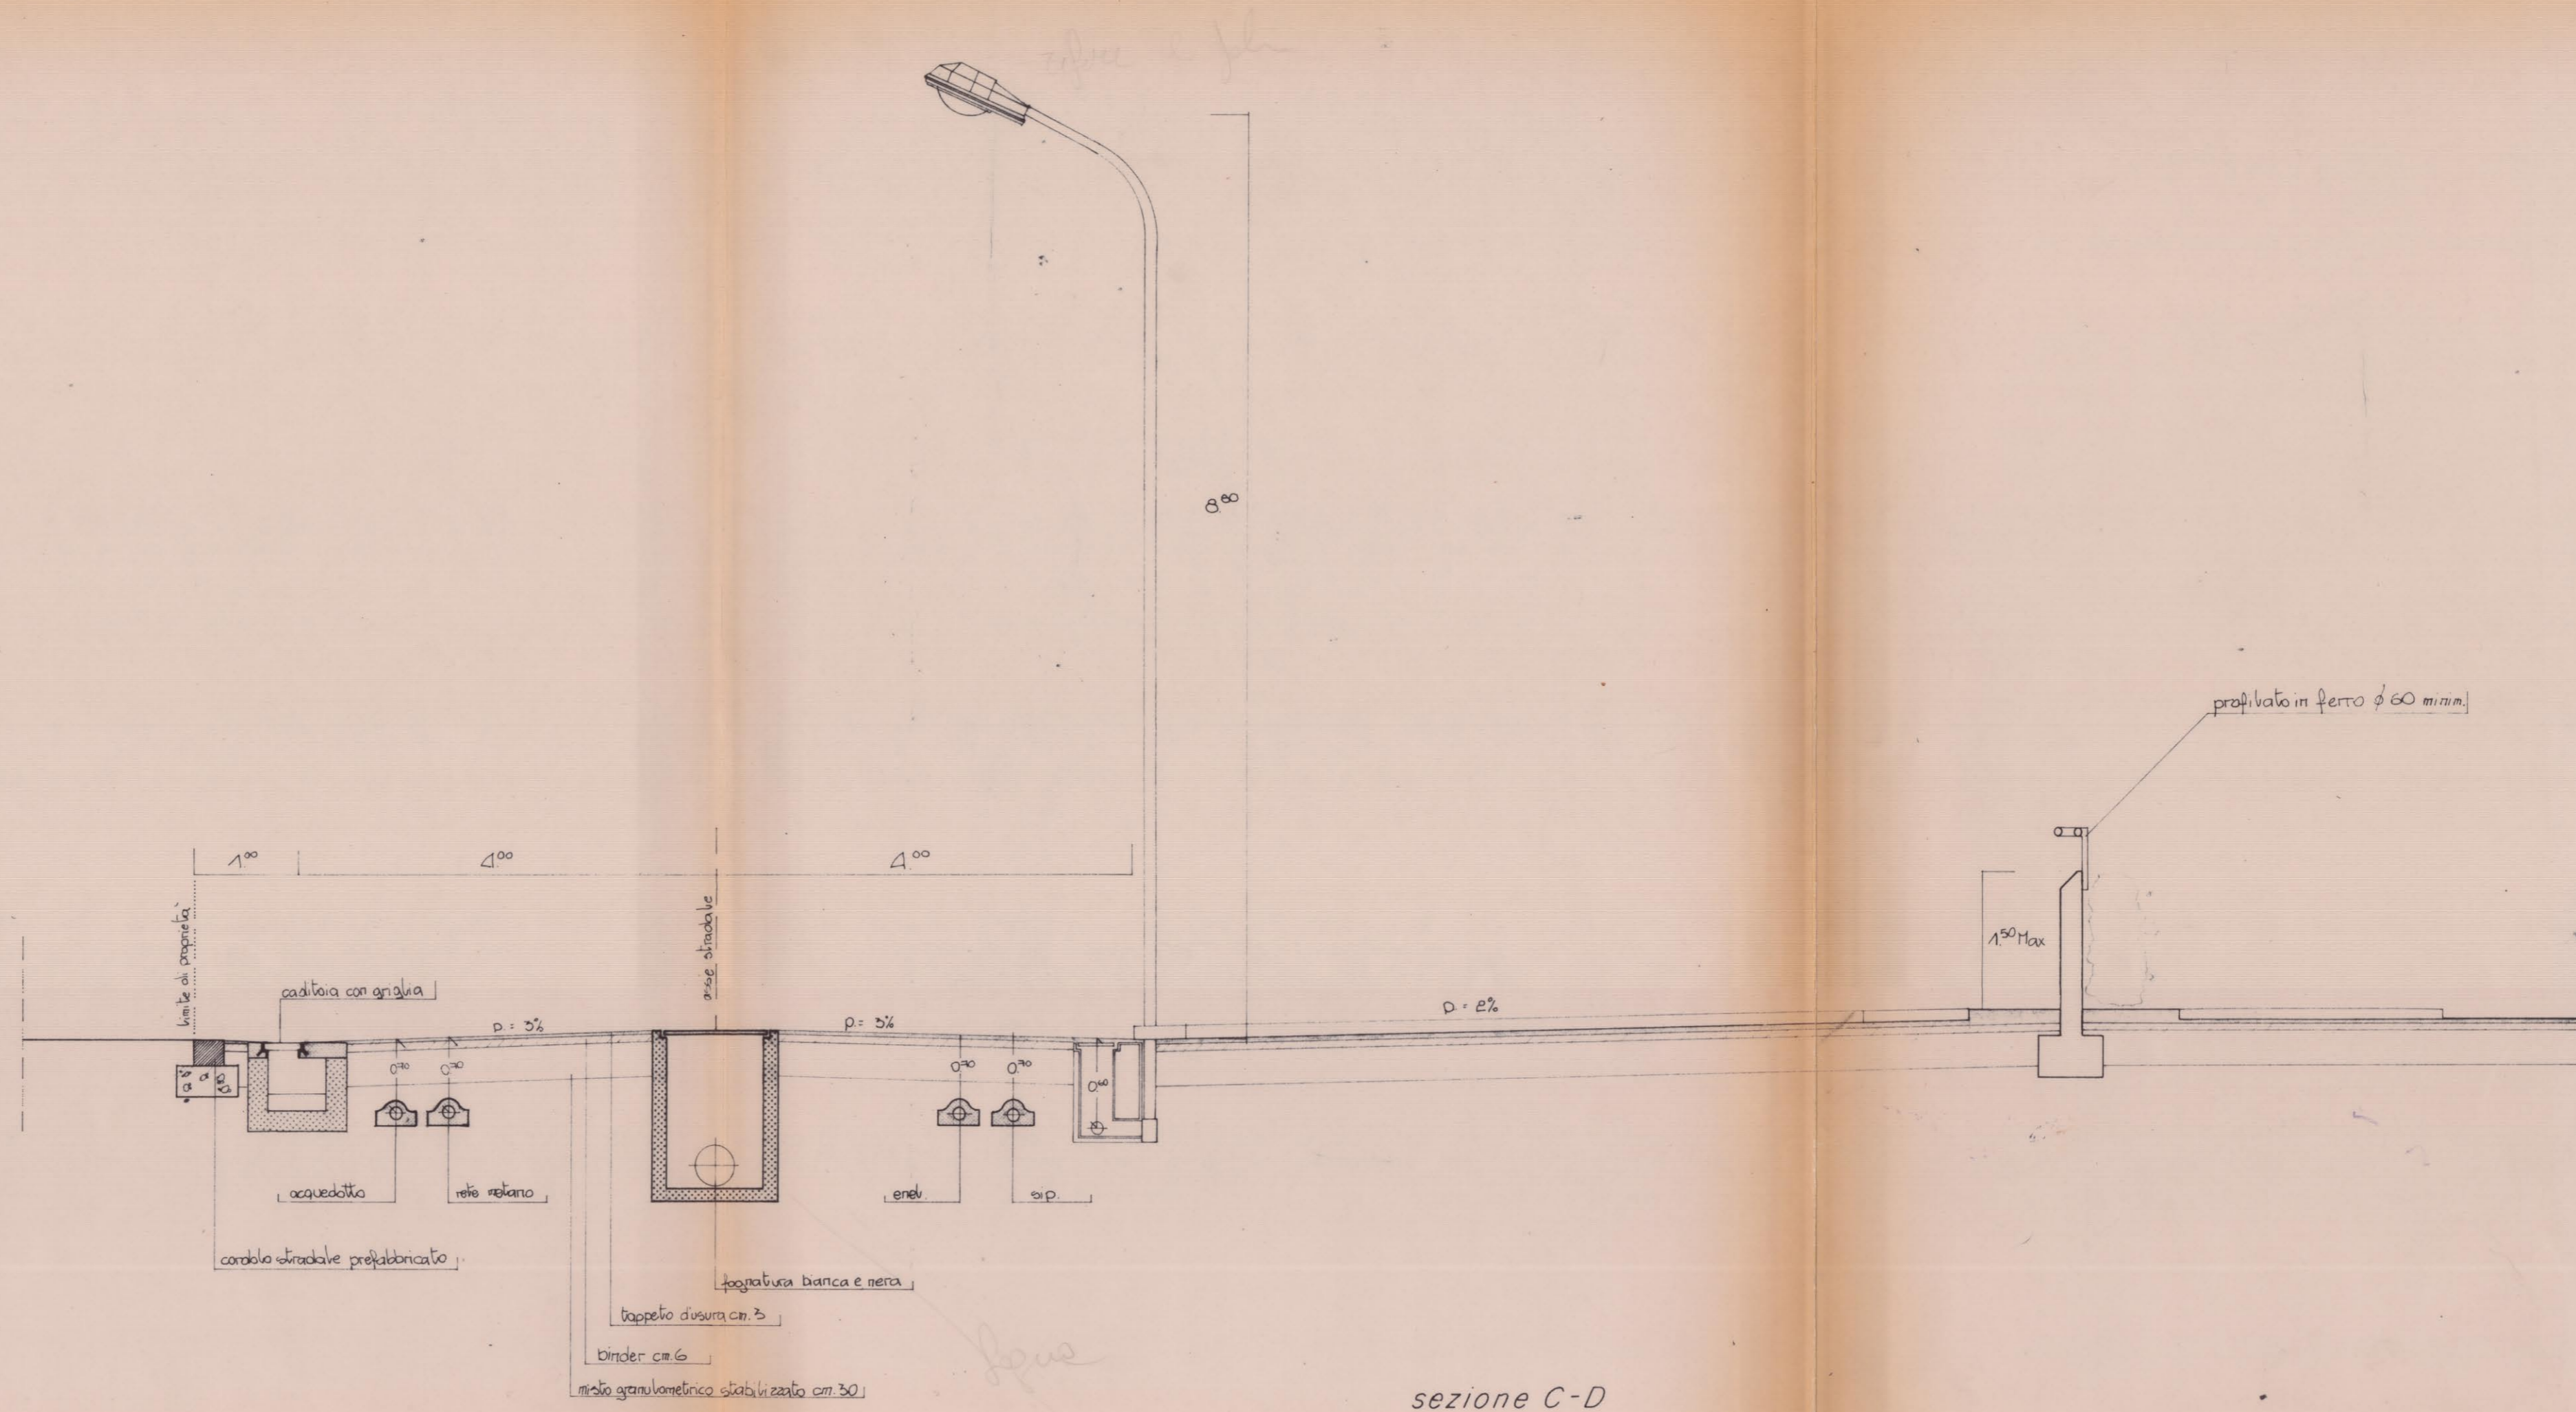 8.80
profilato in ferro ϕ 60 minim.
1.00
4.00
4.00
limite di proprietà
asse stradale
1.50 Max
caditoia con griglia
p. = 3%
p. = 3%
p. = 2%
0.70
0.70
0.70
0.70
0.60
acquedotto
rete metano
enel.
sip.
cordolo stradale prefabbricato
fognatura bianca e nera
tappeto d'usura cm. 3
binder cm. 6
fogna
misto granulometrico stabilizzato cm. 30
sezione C-D